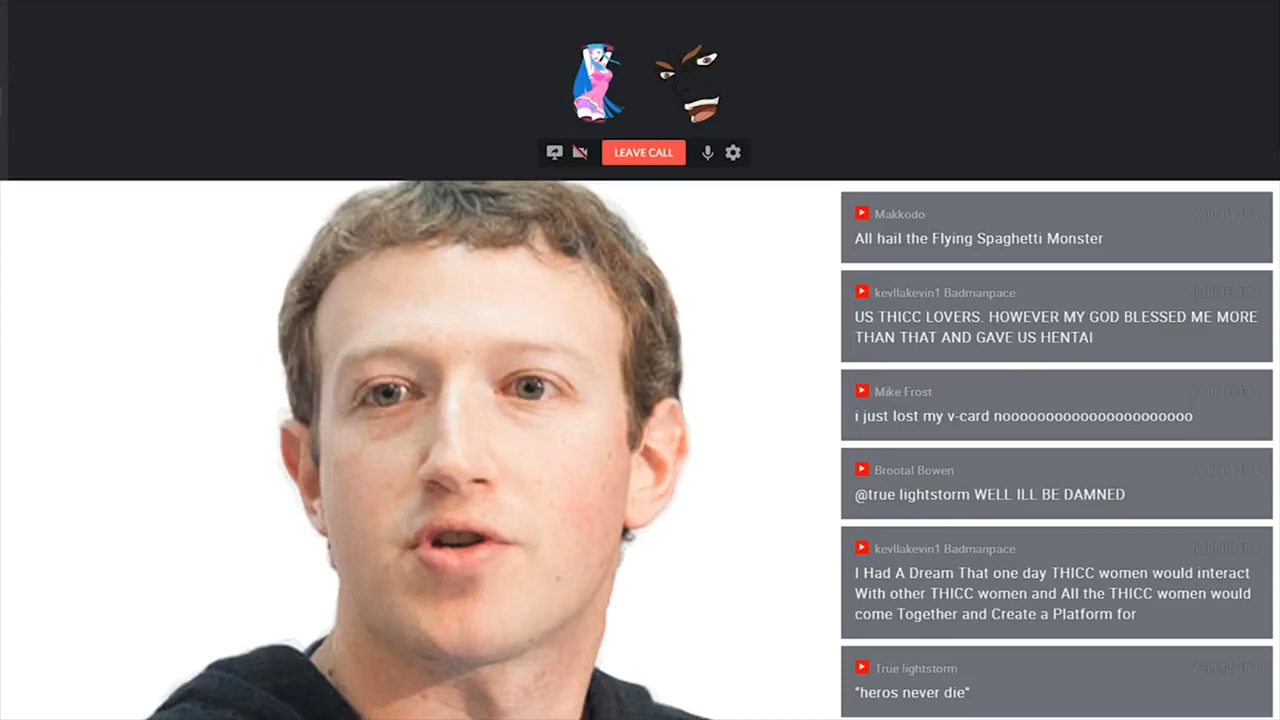 LEAVE CALL
Makkodo
All hail the Flying Spaghetti Monster
kevllakevin1 Badmanpace
US THICC LOVERS. HOWEVER MY GOD BLESSED ME MORE
THAN THAT AND GAVE US HENTAI
Mike Frost
i just lost my v-card noooooooooooooooooooooo
Brootal Bowen
@true lightstorm WELL ILL BE DAMNED
kevllakevin1 Badmanpace
I Had A Dream That one day THICC women would interact
With other THICC women and All the THICC women would
come Together and Create a Platform for
True lightstorm
"heros never die"